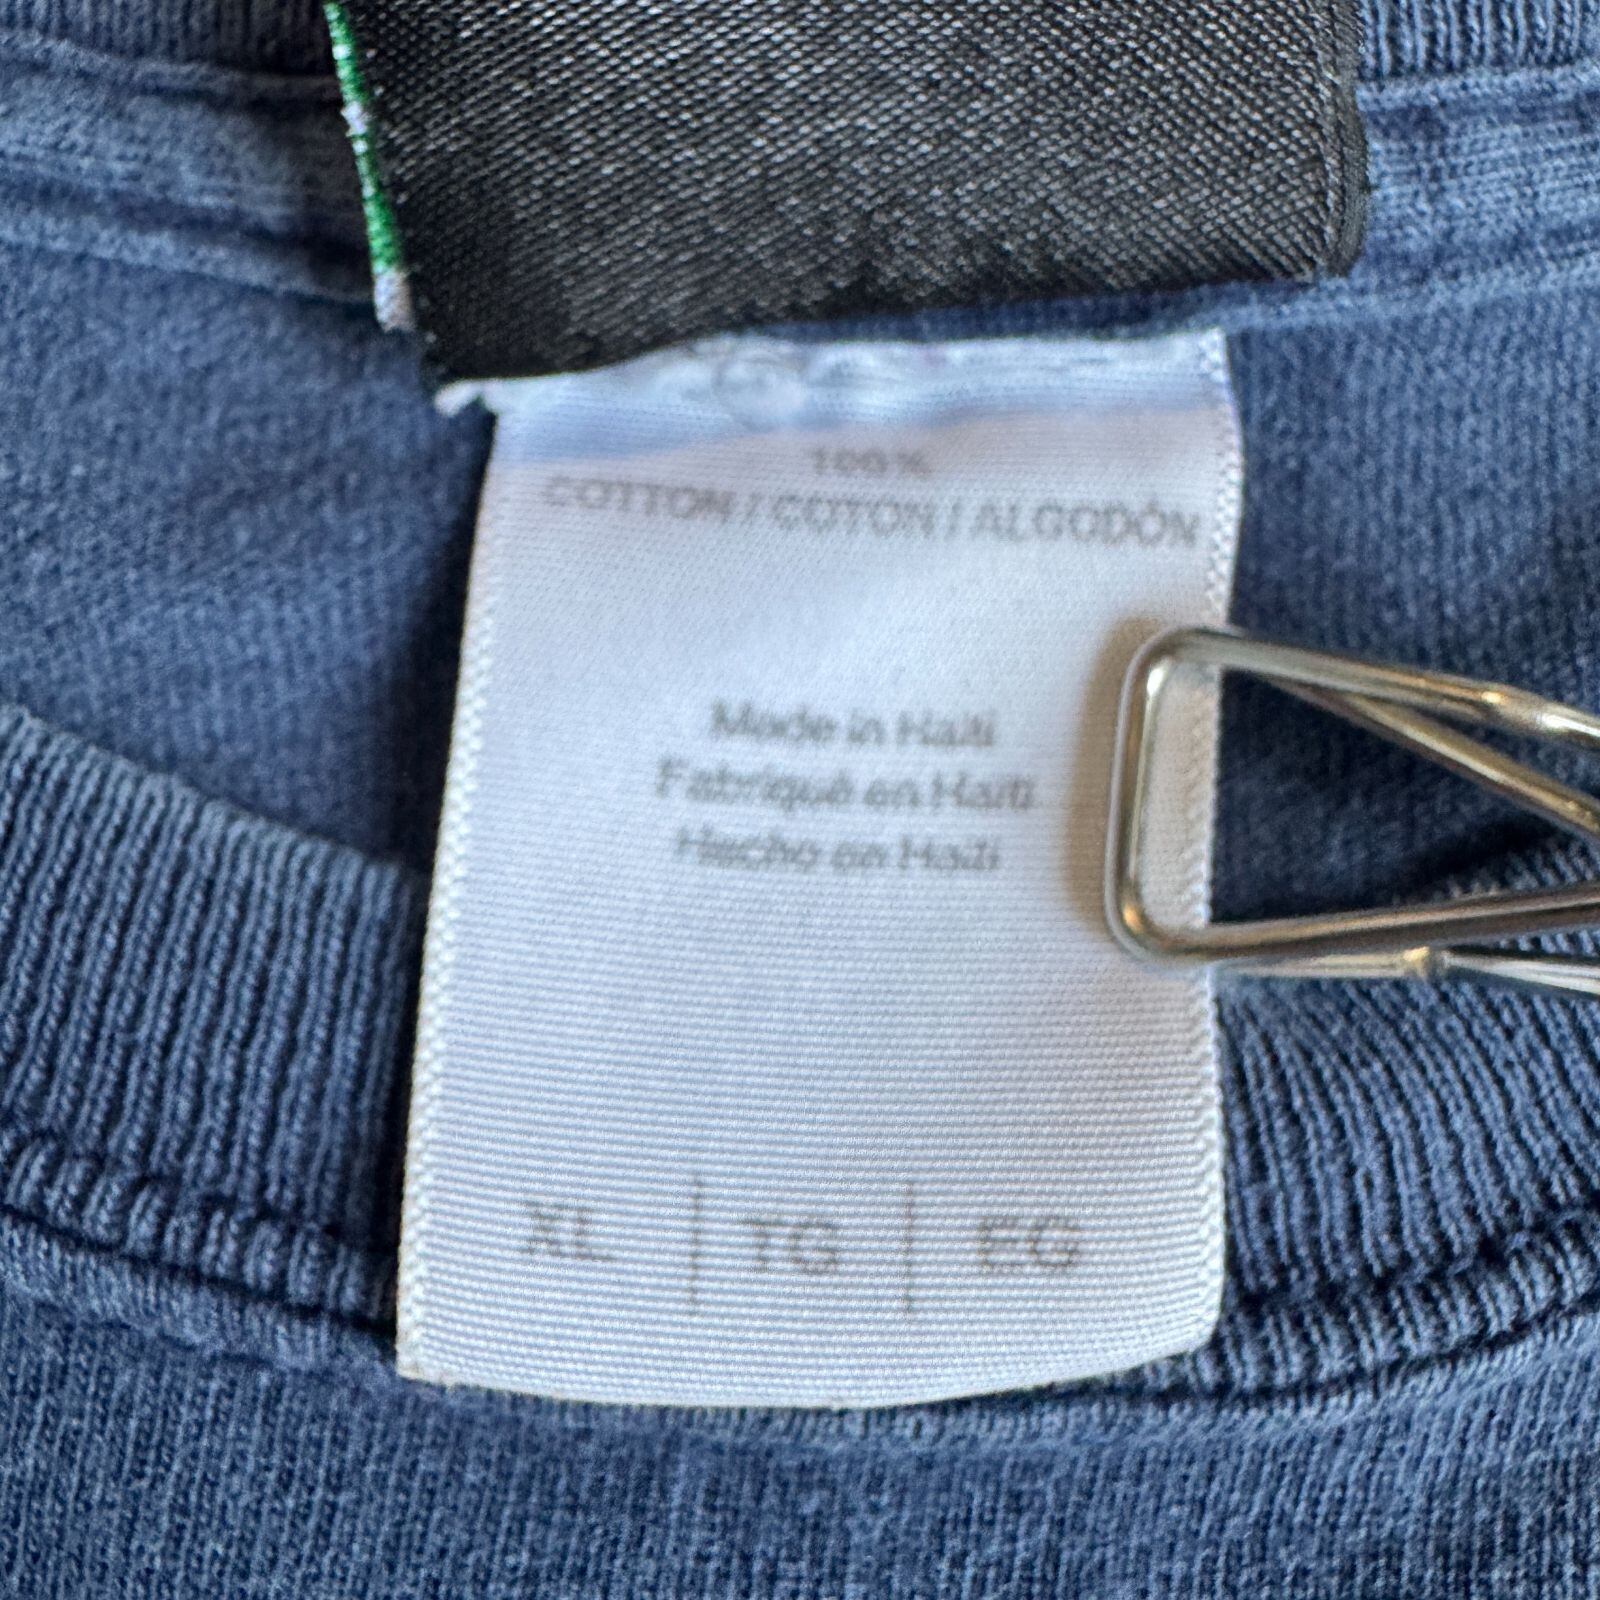 100%
COTTON / COTON / ALGODÓN
Made in Haiti
Fabriqué en Haïti
Hecho en Haití
XL | TG | EG